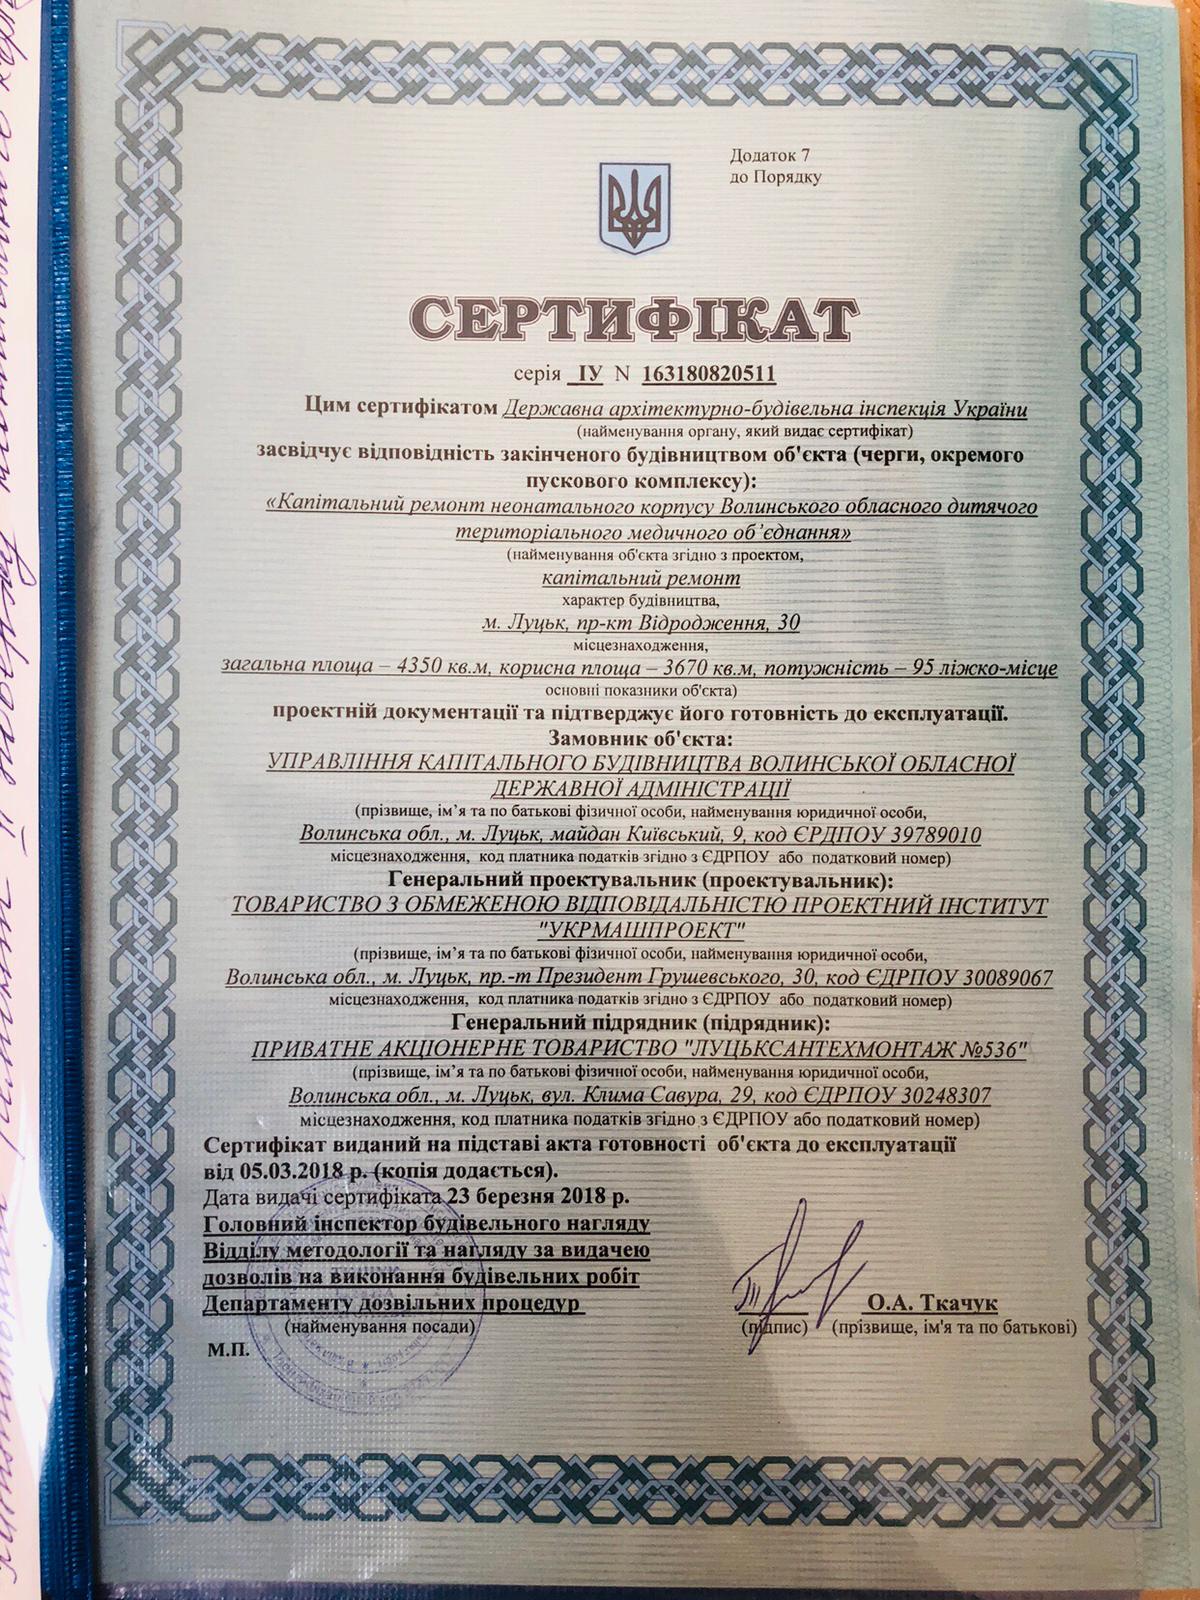 Додаток 7
до Порядку
СЕРТИФІКАТ
серія ІУ N 163180820511
Цим сертифікатом Державна архітектурно-будівельна інспекція України
(найменування органу, який видає сертифікат)
засвідчує відповідність закінченого будівництвом об'єкта (черги, окремого
пускового комплексу):
«Капітальний ремонт неонатального корпусу Волинського обласного дитячого
територіального медичного об’єднання»
(найменування об'єкта згідно з проектом,
капітальний ремонт
характер будівництва,
м. Луцьк, пр-кт Відродження, 30
місцезнаходження,
загальна площа – 4350 кв.м, корисна площа – 3670 кв.м, потужність – 95 ліжко-місце
основні показники об'єкта)
проектній документації та підтверджує його готовність до експлуатації.
Замовник об'єкта:
УПРАВЛІННЯ КАПІТАЛЬНОГО БУДІВНИЦТВА ВОЛИНСЬКОЇ ОБЛАСНОЇ
ДЕРЖАВНОЇ АДМІНІСТРАЦІЇ
(прізвище, ім’я та по батькові фізичної особи, найменування юридичної особи,
Волинська обл., м. Луцьк, майдан Київський, 9, код ЄРДПОУ 39789010
місцезнаходження, код платника податків згідно з ЄДРПОУ або податковий номер)
Генеральний проектувальник (проектувальник):
ТОВАРИСТВО З ОБМЕЖЕНОЮ ВІДПОВІДАЛЬНІСТЮ ПРОЕКТНИЙ ІНСТИТУТ
"УКРМАШПРОЕКТ"
(прізвище, ім’я та по батькові фізичної особи, найменування юридичної особи,
Волинська обл., м. Луцьк, пр.-т Президент Грушевського, 30, код ЄДРПОУ 30089067
місцезнаходження, код платника податків згідно з ЄДРПОУ або податковий номер)
Генеральний підрядник (підрядник):
ПРИВАТНЕ АКЦІОНЕРНЕ ТОВАРИСТВО "ЛУЦЬКСАНТЕХМОНТАЖ №536"
(прізвище, ім’я та по батькові фізичної особи, найменування юридичної особи,
Волинська обл., м. Луцьк, вул. Клима Савура, 29, код ЄДРПОУ 30248307
місцезнаходження, код платника податків згідно з ЄДРПОУ або податковий номер)
Сертифікат виданий на підставі акта готовності об'єкта до експлуатації
від 05.03.2018 р. (копія додається).
Дата видачі сертифіката 23 березня 2018 р.
Головний інспектор будівельного нагляду
Відділу методології та нагляду за видачею
дозволів на виконання будівельних робіт
Департаменту дозвільних процедур О.А. Ткачук
(найменування посади) (підпис) (прізвище, ім'я та по батькові)
М.П.